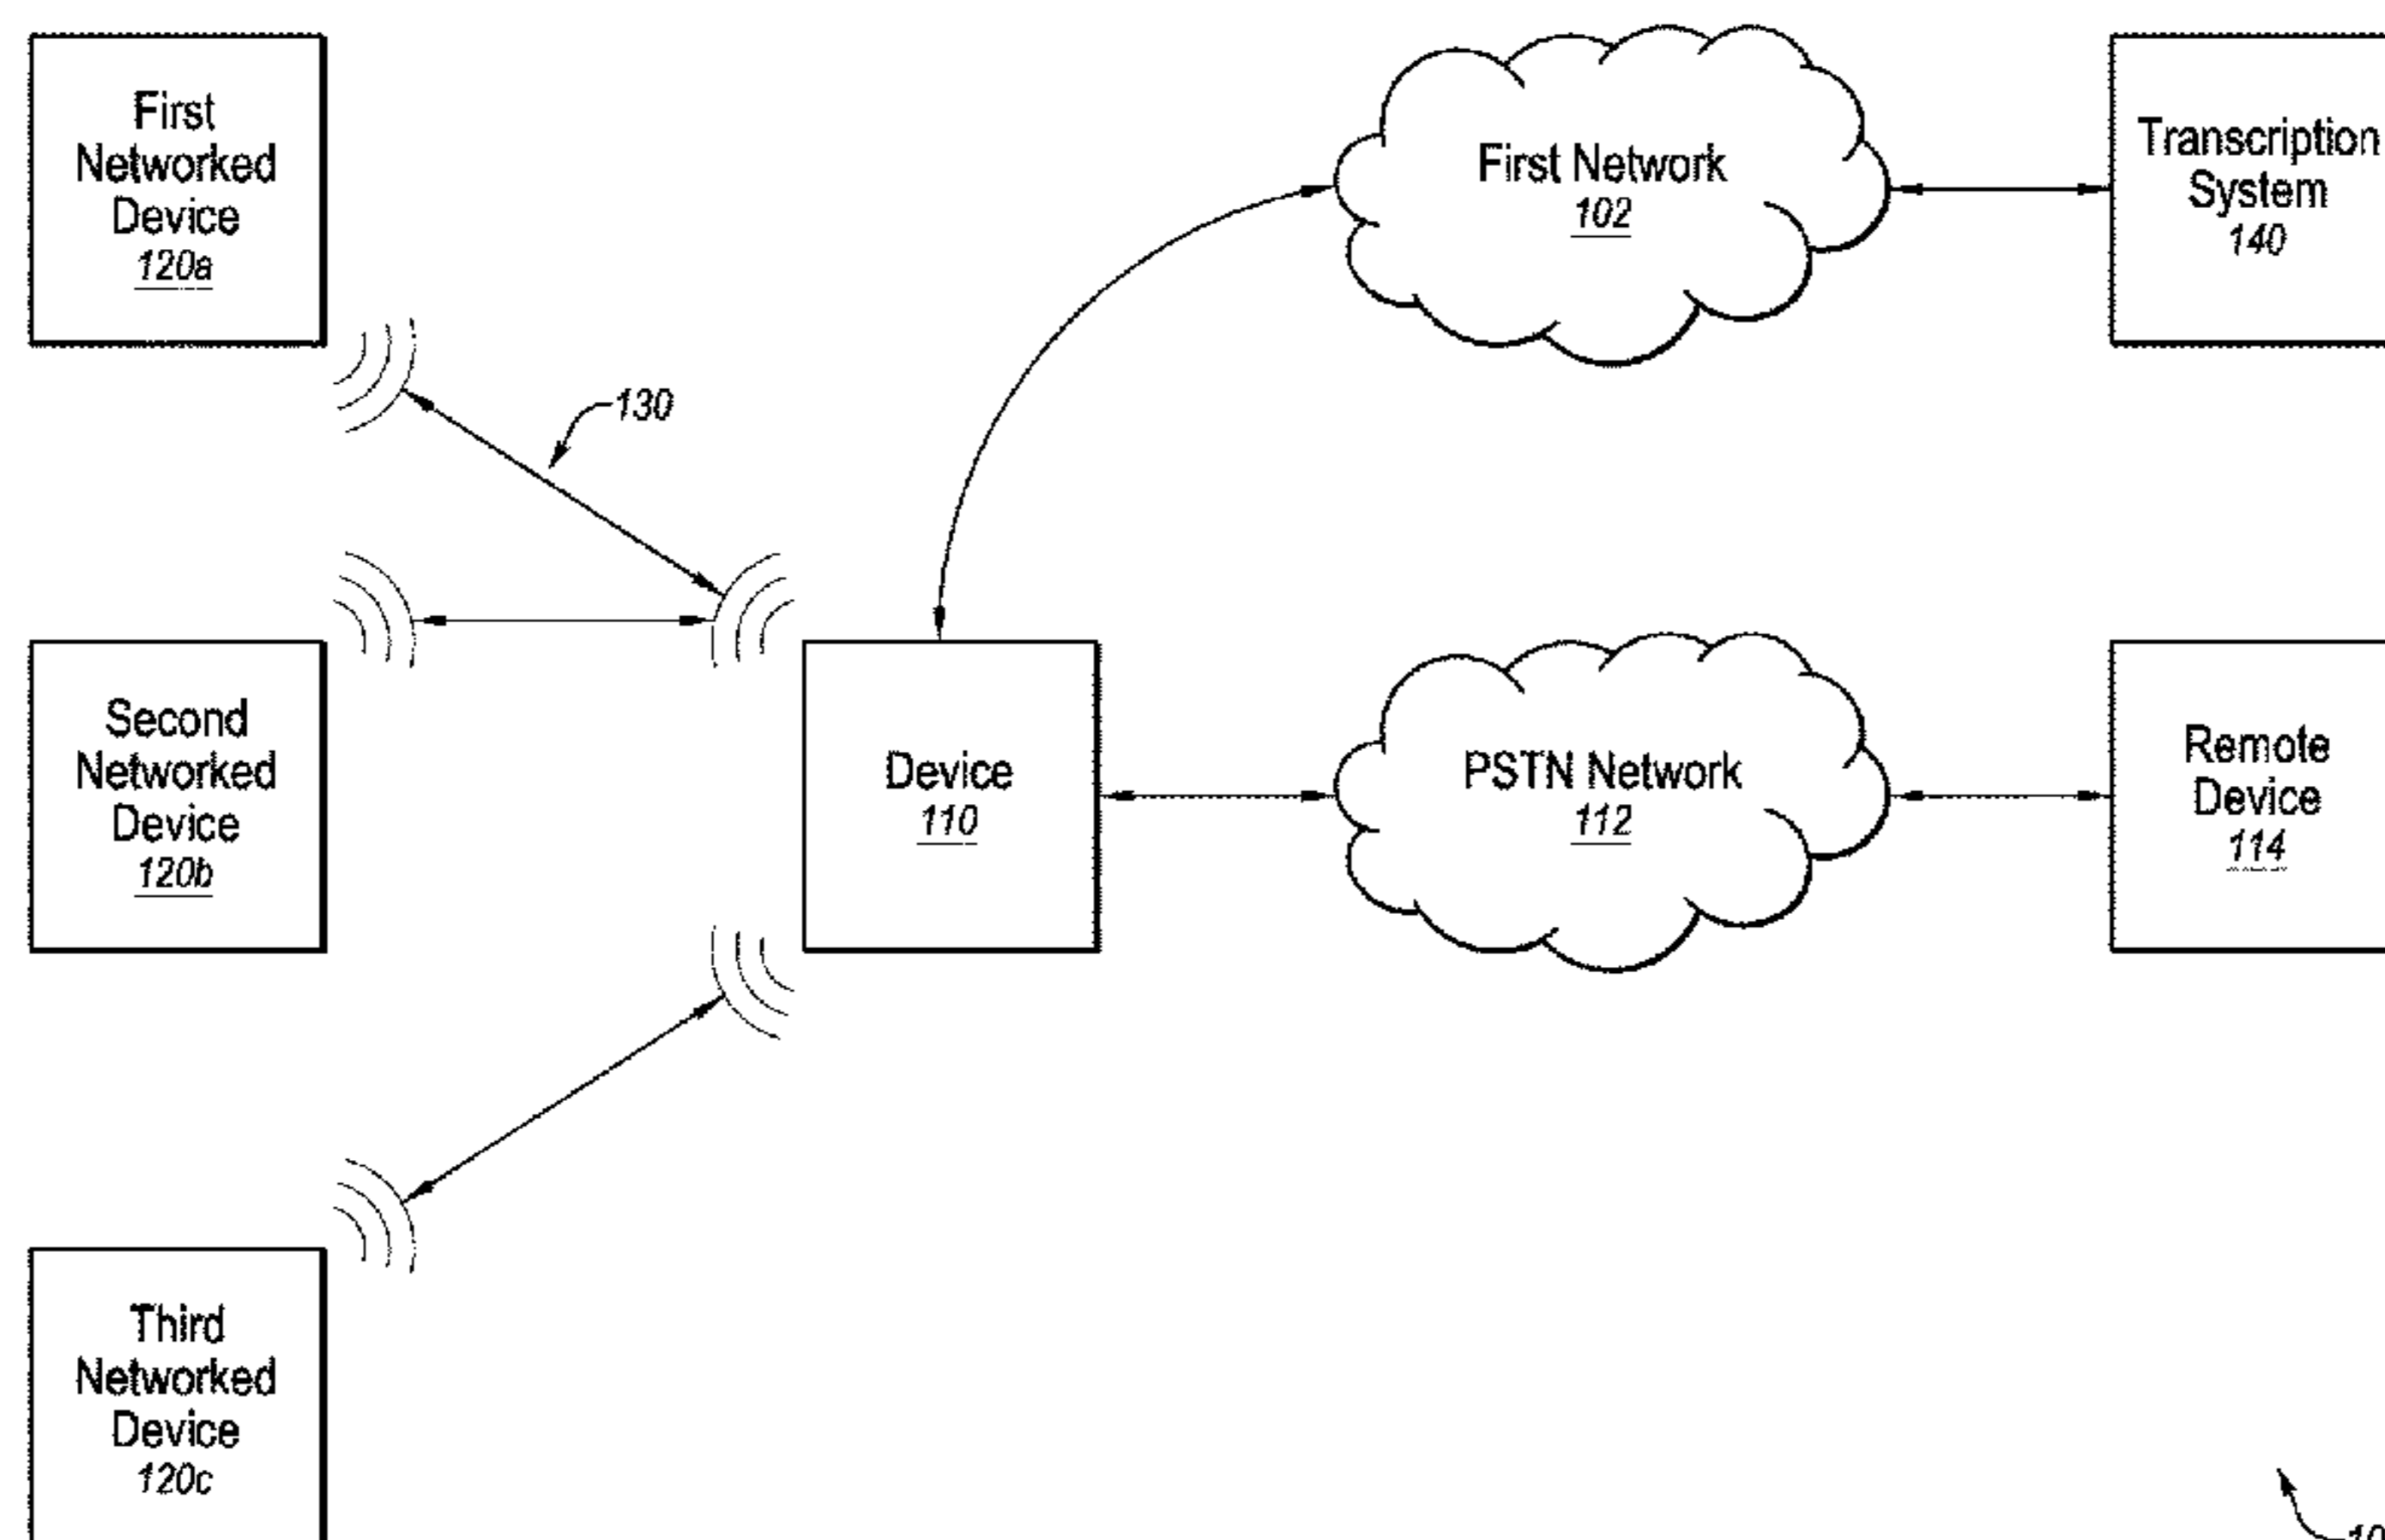 First
Networked
Device
120a
First Network
102
Transcription
System
140
130
Second
Networked
Device
120b
Device
110
PSTN Network
112
Remote
Device
114
Third
Networked
Device
120c